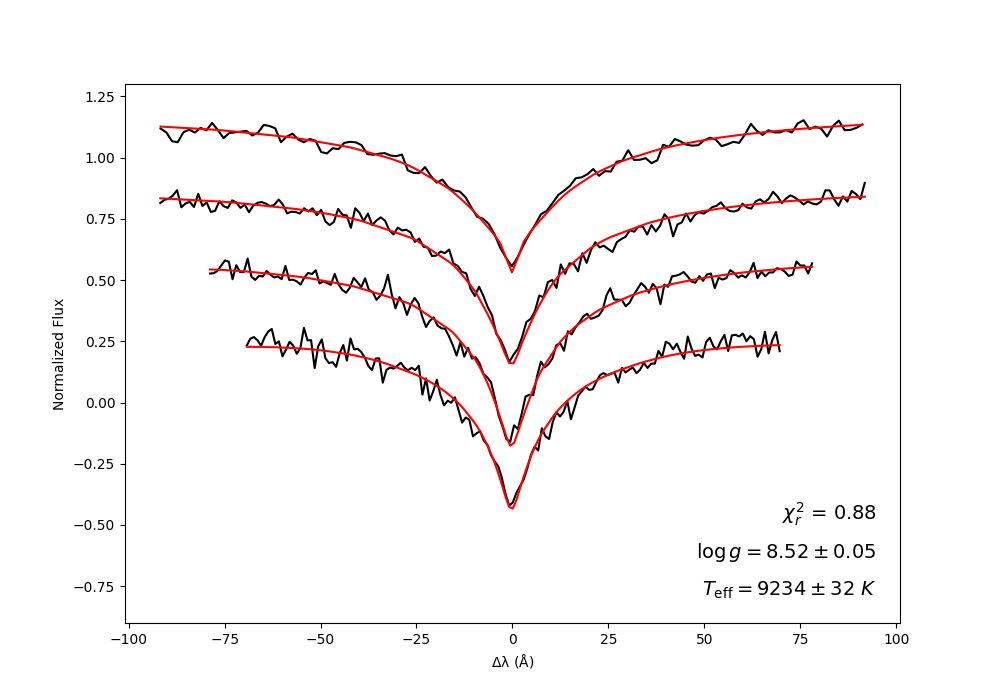 1.25
1.00
0.75
0.50
0.25
0.00
−0.25
−0.50
−0.75
Normalized Flux
χ²ᵣ = 0.88
log g = 8.52 ± 0.05
T_eff = 9234 ± 32 K
−100 −75 −50 −25 0 25 50 75 100
Δλ (Å)